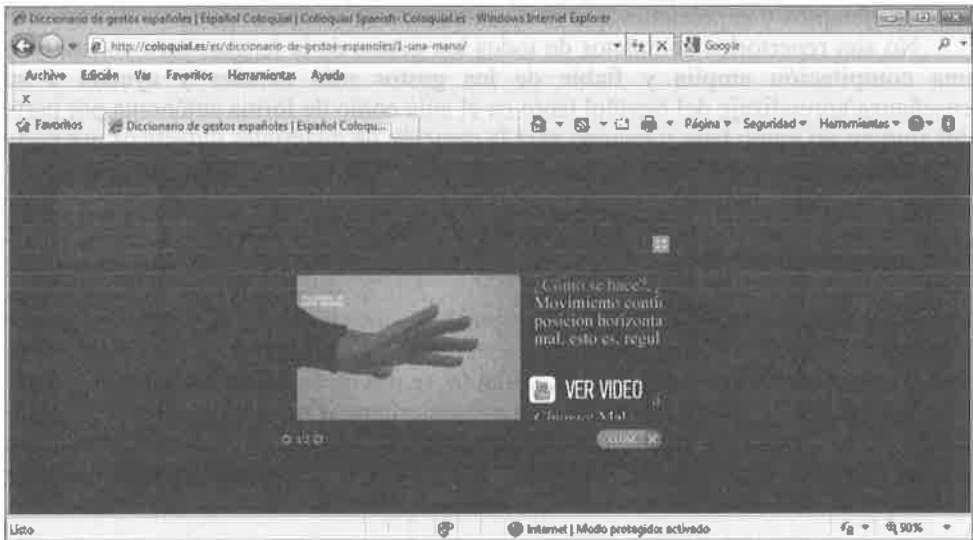 Diccionario de gestos españoles | Español Coloquial | Colloquial Spanish- Coloquial.es - Windows Internet Explorer
http://coloquial.es/es/diccionario-de-gestos-espanoles/1-una-mano/
Google
Archivo Edición Ver Favoritos Herramientas Ayuda
x
Favoritos
Diccionario de gestos españoles | Español Coloqu...
Página Seguridad Herramientas
¿Cómo se hace?
Movimiento conti
posición horizonta
mal, esto es, regul
VER VIDEO
CLOSE X
Listo
Internet | Modo protegido: activado
90%